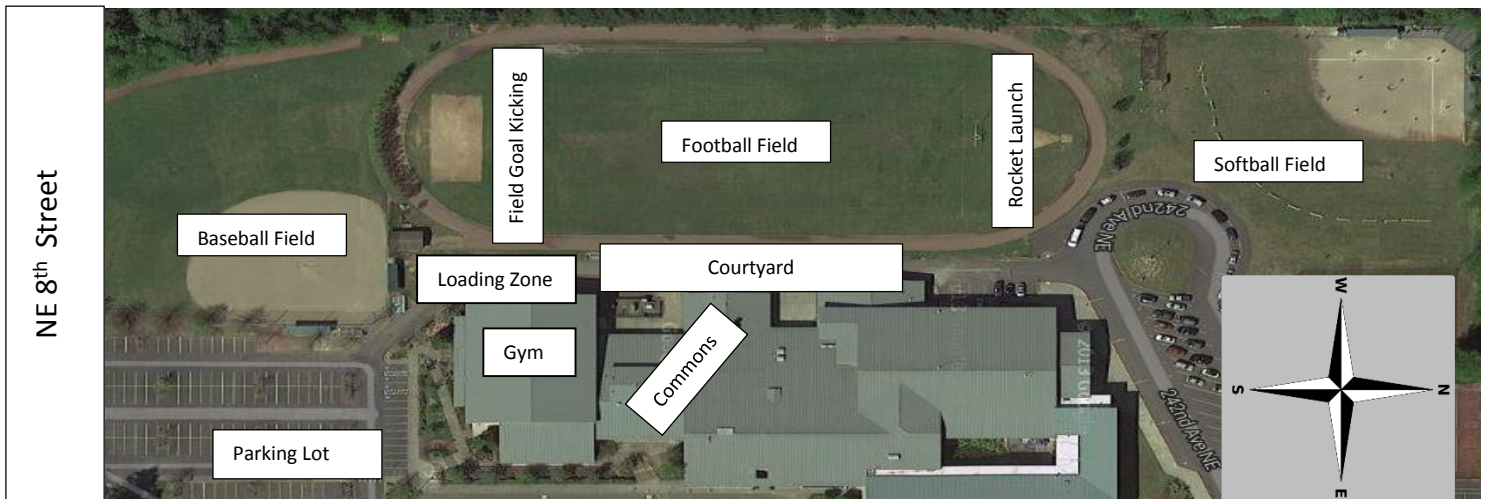 NE 8th Street
Field Goal Kicking
Football Field
Rocket Launch
Softball Field
242nd Ave NE
Baseball Field
Loading Zone
Courtyard
Gym
Commons
Parking Lot
242nd Ave NE
W
S
N
E